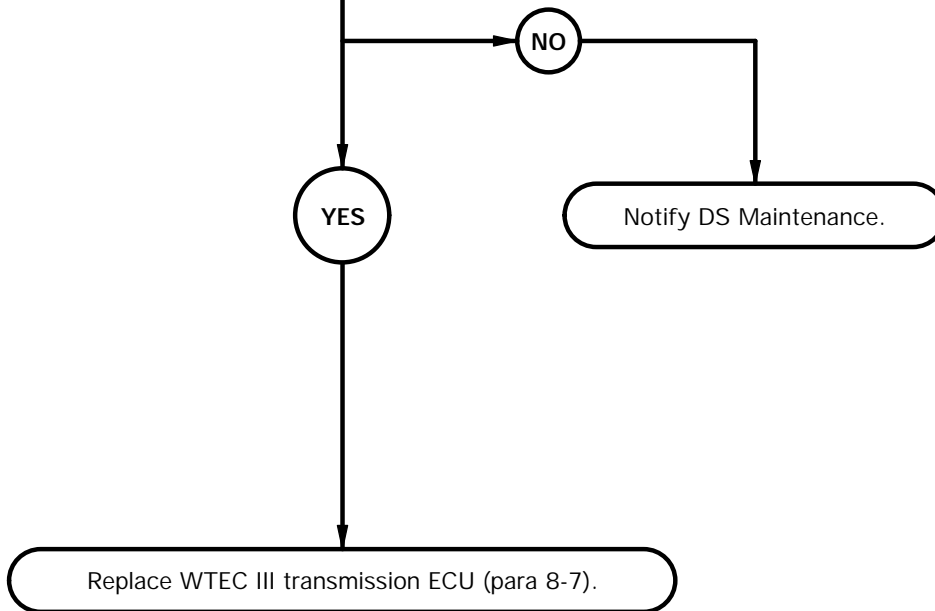 NO
YES
Notify DS Maintenance.
Replace WTEC III transmission ECU (para 8-7).